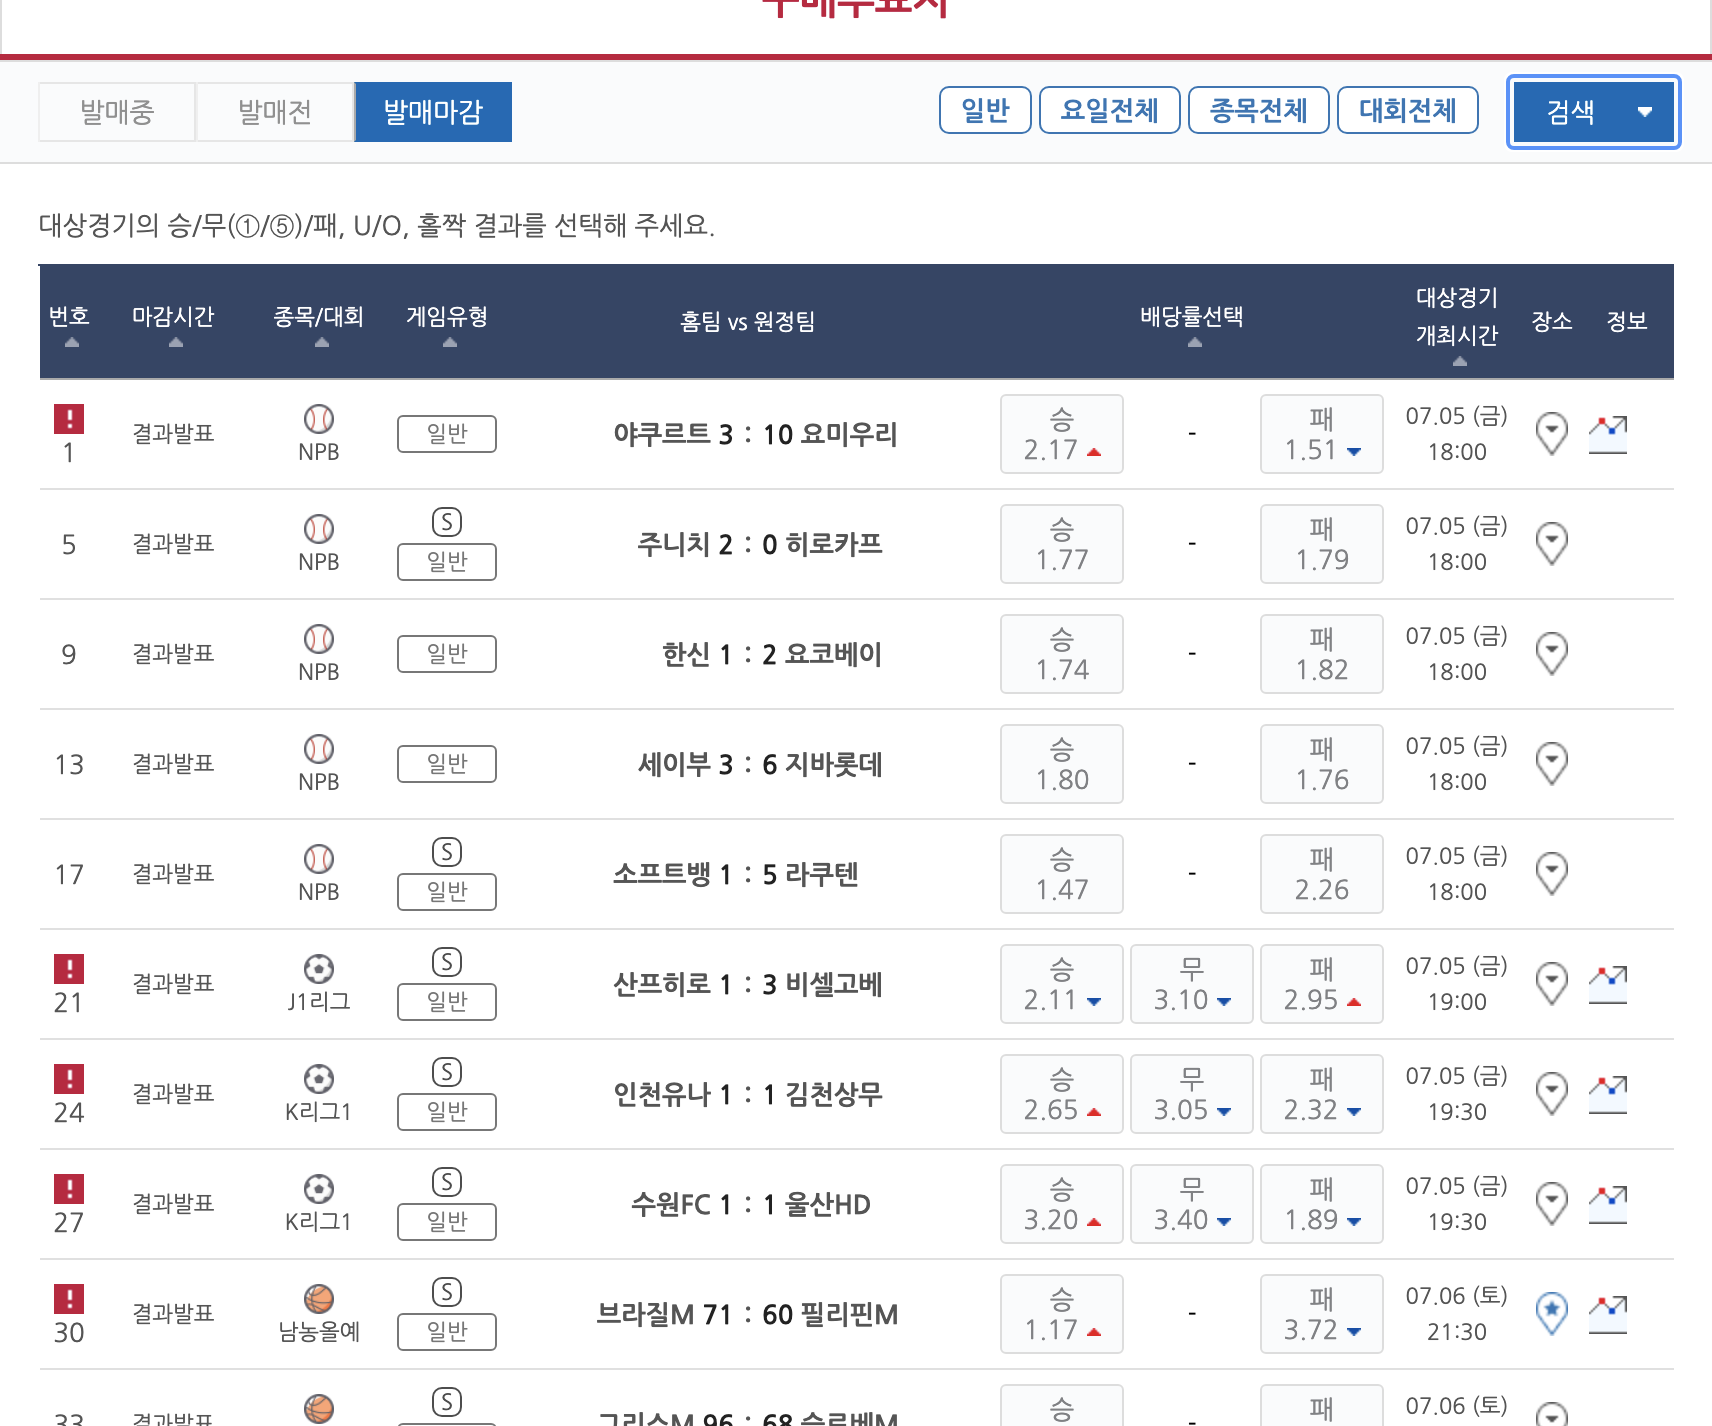 구매투표지
발매중 발매전 발매마감 일반 요일전체 종목전체 대회전체 검색
대상경기의 승/무(①/⑤)/패, U/O, 홀짝 결과를 선택해 주세요.
번호 마감시간 종목/대회 게임유형 홈팀 vs 원정팀 배당률선택 대상경기 개최시간 장소 정보
! 1 결과발표 NPB 일반 야쿠르트 3 : 10 요미우리 승 2.17 - 패 1.51 07.05 (금) 18:00
5 결과발표 NPB S 일반 주니치 2 : 0 히로카프 승 1.77 - 패 1.79 07.05 (금) 18:00
9 결과발표 NPB 일반 한신 1 : 2 요코베이 승 1.74 - 패 1.82 07.05 (금) 18:00
13 결과발표 NPB 일반 세이부 3 : 6 지바롯데 승 1.80 - 패 1.76 07.05 (금) 18:00
17 결과발표 NPB S 일반 소프트뱅 1 : 5 라쿠텐 승 1.47 - 패 2.26 07.05 (금) 18:00
! 21 결과발표 J1리그 S 일반 산프히로 1 : 3 비셀고베 승 2.11 무 3.10 패 2.95 07.05 (금) 19:00
! 24 결과발표 K리그1 S 일반 인천유나 1 : 1 김천상무 승 2.65 무 3.05 패 2.32 07.05 (금) 19:30
! 27 결과발표 K리그1 S 일반 수원FC 1 : 1 울산HD 승 3.20 무 3.40 패 1.89 07.05 (금) 19:30
! 30 결과발표 남농올예 S 일반 브라질M 71 : 60 필리핀M 승 1.17 - 패 3.72 07.06 (토) 21:30
33 결과발표 S 그리스M 96 : 68 슬로베M 승 - 패 07.06 (토)